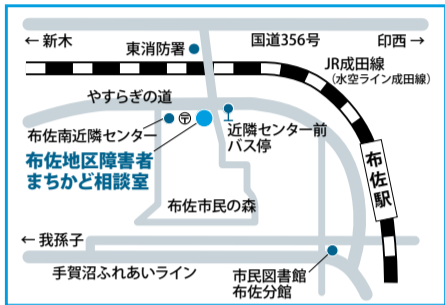 ← 新木
国道356号
印西 →
東消防署
JR成田線
(水空ライン成田線)
やすらぎの道
布佐南近隣センター
〶
近隣センター前
バス停
布佐地区障害者
まちかど相談室
布佐駅
布佐市民の森
← 我孫子
手賀沼ふれあいライン
市民図書館
布佐分館